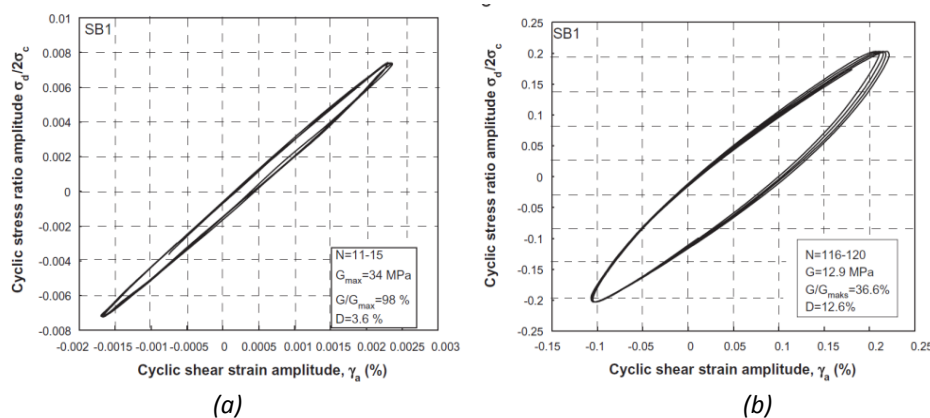 SB1
Cyclic stress ratio amplitude σd/2σc
0.01
0.008
0.006
0.004
0.002
0
-0.002
-0.004
-0.006
-0.008
N=11-15
Gmax=34 MPa
G/Gmax=98 %
D=3.6 %
-0.002 -0.0015 -0.001 -0.0005 0 0.0005 0.001 0.0015 0.002 0.0025 0.003
Cyclic shear strain amplitude, γa (%)
(a)
SB1
Cyclic stress ratio amplitude σd/2σc
0.25
0.2
0.15
0.1
0.05
0
-0.05
-0.1
-0.15
-0.2
-0.25
N=116-120
G=12.9 MPa
G/Gmaks=36.6%
D=12.6%
-0.15 -0.1 -0.05 0 0.05 0.1 0.15 0.2 0.25
Cyclic shear strain amplitude, γa (%)
(b)